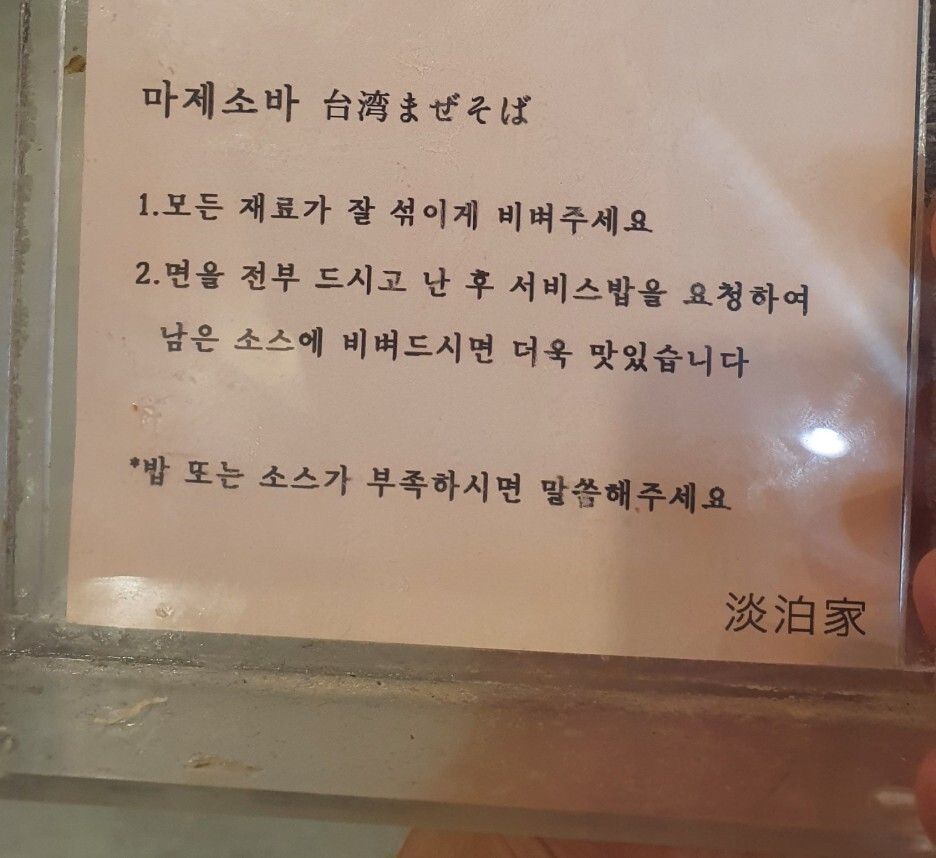 마제소바 台湾まぜそば
1.모든 재료가 잘 섞이게 비벼주세요
2.면을 전부 드시고 난 후 서비스밥을 요청하여
남은 소스에 비벼드시면 더욱 맛있습니다
*밥 또는 소스가 부족하시면 말씀해주세요
淡泊家